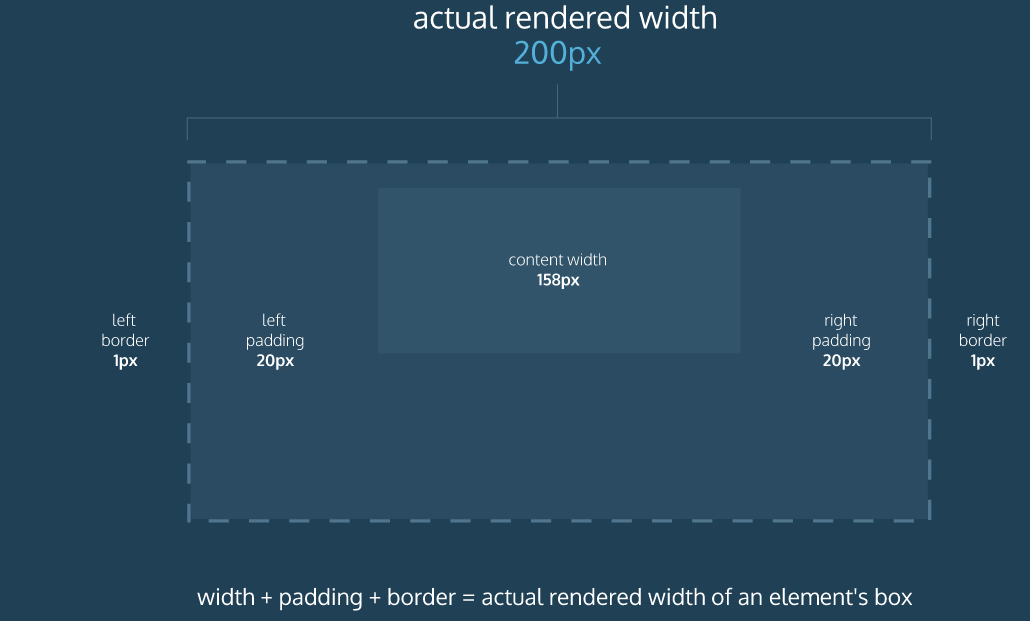 actual rendered width
200px
content width
158px
left
border
1px
left
padding
20px
right
padding
20px
right
border
1px
width + padding + border = actual rendered width of an element's box